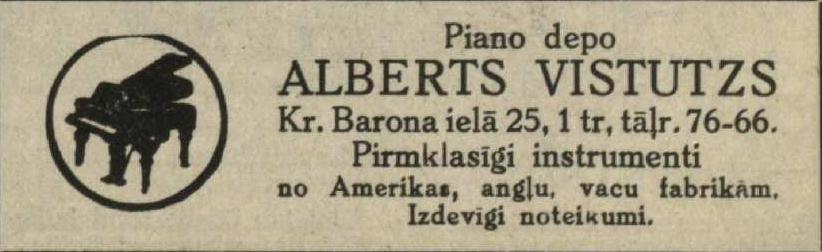 Piano depo
ALBERTS VISTUTZS
Kr. Barona ielā 25, 1 tr, tāļr. 76-66.
Pirmklasīgi instrumenti
no Amerikas, angļu, vacu fabrikām.
Izdevīgi noteikumi.